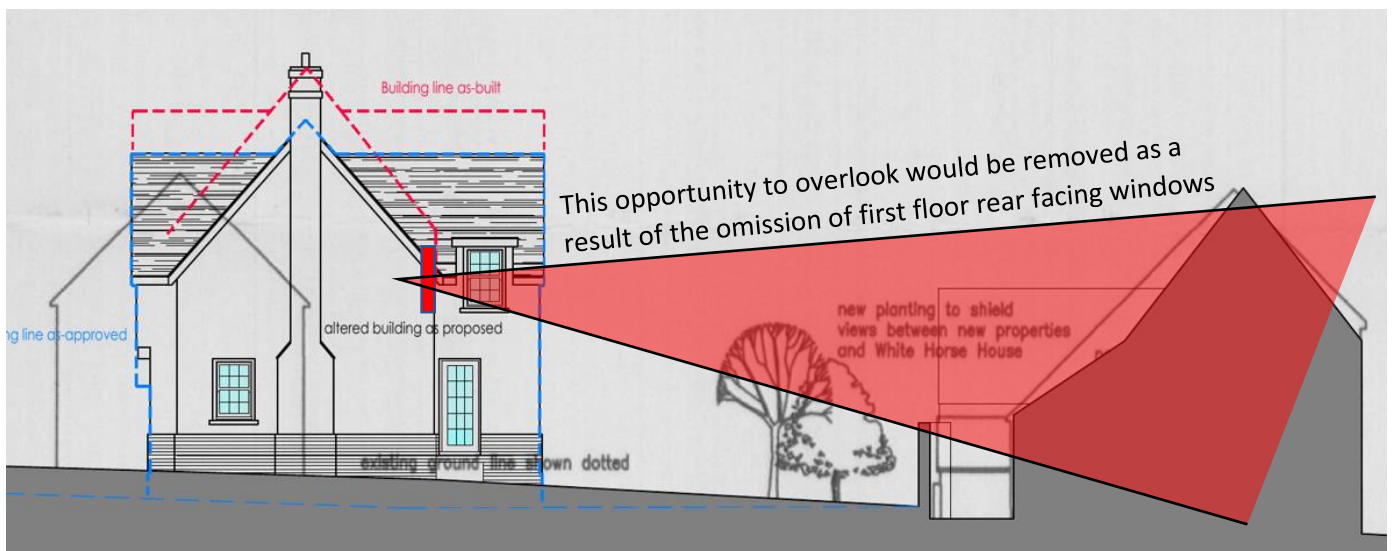 Building line as-built
This opportunity to overlook would be removed as a
result of the omission of first floor rear facing windows
new planting to shield
views between new properties
and White Horse House
altered building as proposed
ng line as-approved
existing ground line shown dotted